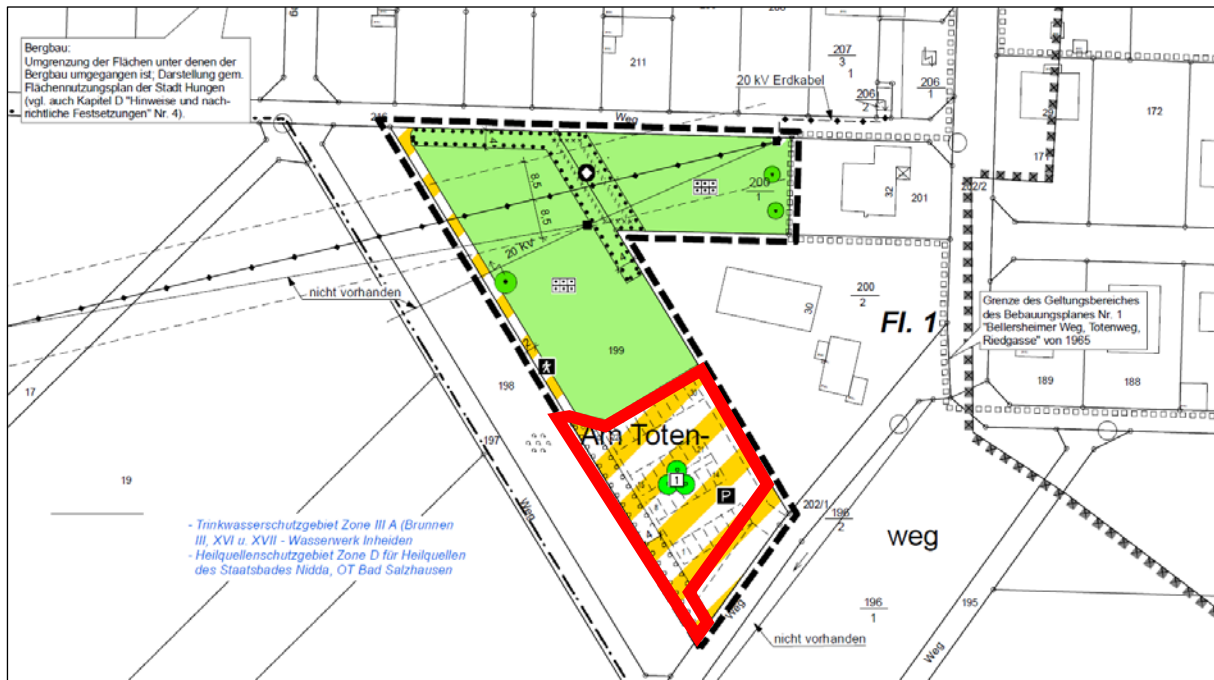 Bergbau:
Umgrenzung der Flächen unter denen der
Bergbau umgegangen ist; Darstellung gem.
Flächennutzungsplan der Stadt Hungen
(vgl. auch Kapitel D "Hinweise und nach-
richtliche Festsetzungen" Nr. 4).
211
207
3
1
206
2
206
1
20 kV Erdkabel
Weg
172
29
171
202/2
200
1
32
201
8,5
8,5
20 kV
4
nicht vorhanden
200
2
30
Fl. 1
Grenze des Geltungsbereiches
des Bebauungsplanes Nr. 1
"Bellersheimer Weg, Totenweg,
Riedgasse" von 1965
189
188
199
198
17
197
19
Am Toten-
1
P
4
Weg
202/1
196
2
weg
- Trinkwasserschutzgebiet Zone III A (Brunnen
III, XVI u. XVII - Wasserwerk Inheiden
- Heilquellenschutzgebiet Zone D für Heilquellen
des Staatsbades Nidda, OT Bad Salzhausen
Weg
nicht vorhanden
196
1
195
Weg